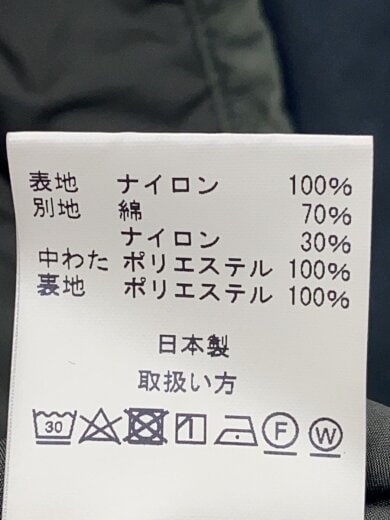 表地 ナイロン 100%
別地 綿 70%
ナイロン 30%
中わた ポリエステル 100%
裏地 ポリエステル 100%
日本製
取扱い方
30 F W